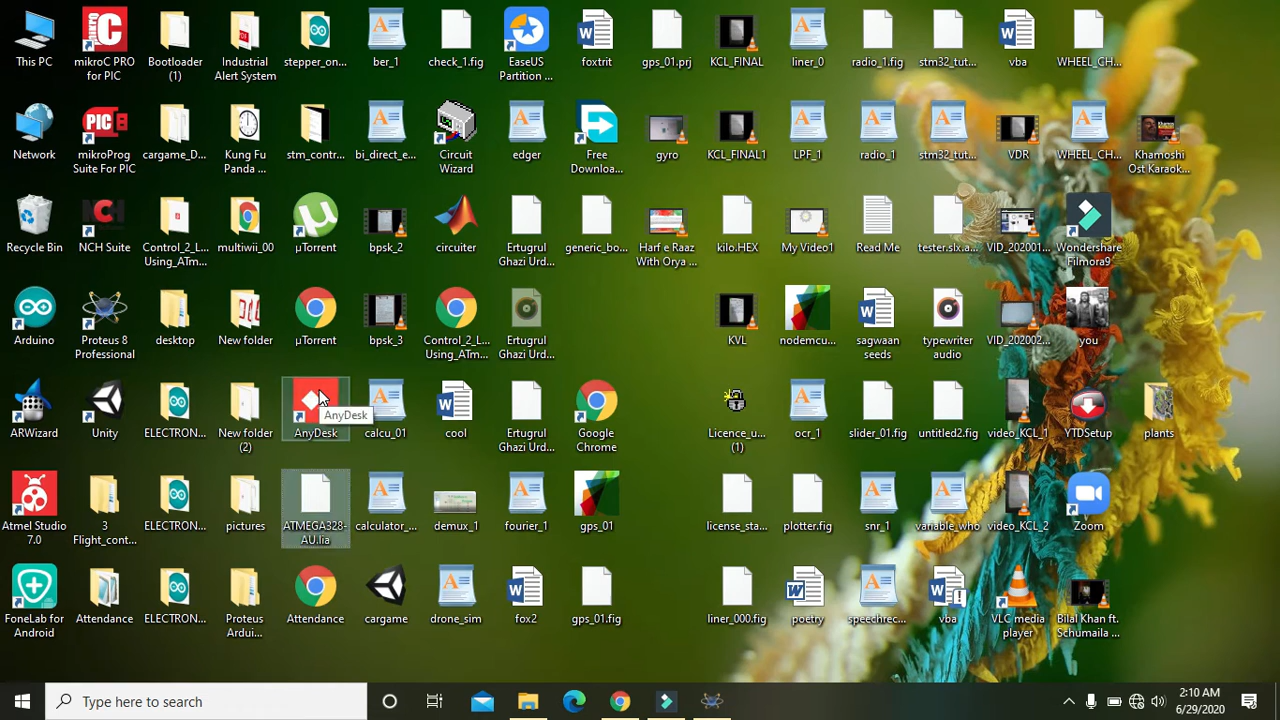 This PC
mikroC PRO
for PIC
Bootloader
(1)
Industrial
Alert System
stepper_on...
ber_1
check_1.fig
EaseUS
Partition ...
foxtrit
gps_01.prj
KCL_FINAL
liner_0
radio_1.fig
stm32_tut...
vba
WHEEL_CH...
Network
mikroProg
Suite For PIC
cargame_D...
Kung Fu
Panda ...
stm_contr...
bi_direct_e...
Circuit
Wizard
edger
Free
Downloa...
gyro
KCL_FINAL1
LPF_1
radio_1
stm32_tut...
VDR
WHEEL_CH...
Khamoshi
Ost Karaok...
Recycle Bin
NCH Suite
Control_2_L...
Using_ATm...
multiwii_00
µTorrent
bpsk_2
circuiter
Ertugrul
Ghazi Urd...
generic_bo...
Harf e Raaz
With Orya ...
kilo.HEX
My Video1
Read Me
tester.slx.a...
VID_202001...
Wondershare
Filmora9
Arduino
Proteus 8
Professional
desktop
New folder
µTorrent
bpsk_3
Control_2_L...
Using_ATm...
Ertugrul
Ghazi Urd...
KVL
nodemcu...
sagwaan
seeds
typewriter
audio
VID_202002...
you
ARWizard
Unity
ELECTRON...
New folder
(2)
AnyDesk
AnyDesk
calcu_01
cool
Ertugrul
Ghazi Urd...
Google
Chrome
Licence_u...
(1)
ocr_1
slider_01.fig
untitled2.fig
video_KCL_1
YTDSetup
plants
Atmel Studio
7.0
3
Flight_cont...
ELECTRON...
pictures
ATMEGA328-
AU.lia
calculator_...
demux_1
fourier_1
gps_01
license_sta...
plotter.fig
snr_1
variable_who
video_KCL_2
Zoom
FoneLab for
Android
Attendance
ELECTRON...
Proteus
Ardui...
Attendance
cargame
drone_sim
fox2
gps_01.fig
liner_000.fig
poetry
speechrec...
vba
VLC media
player
Bilal Khan ft.
Schumaila ...
Type here to search
2:10 AM
6/29/2020